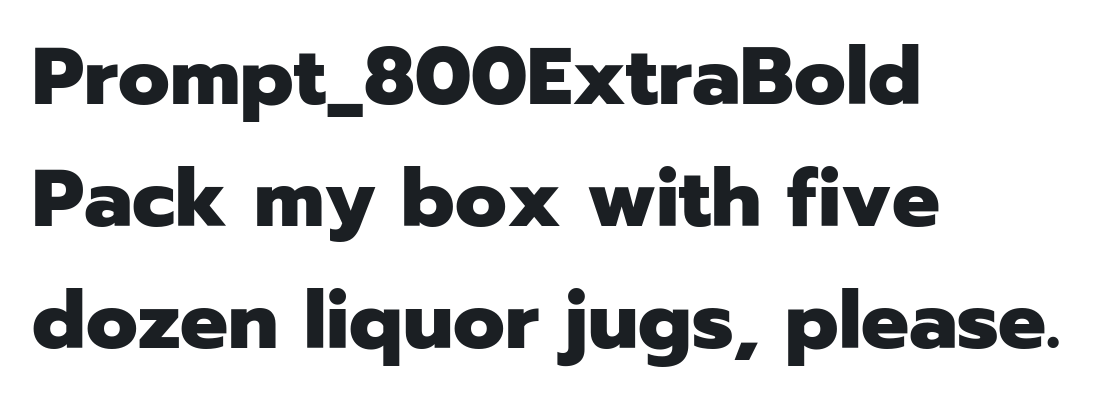 Prompt_800ExtraBold
Pack my box with five
dozen liquor jugs, please.